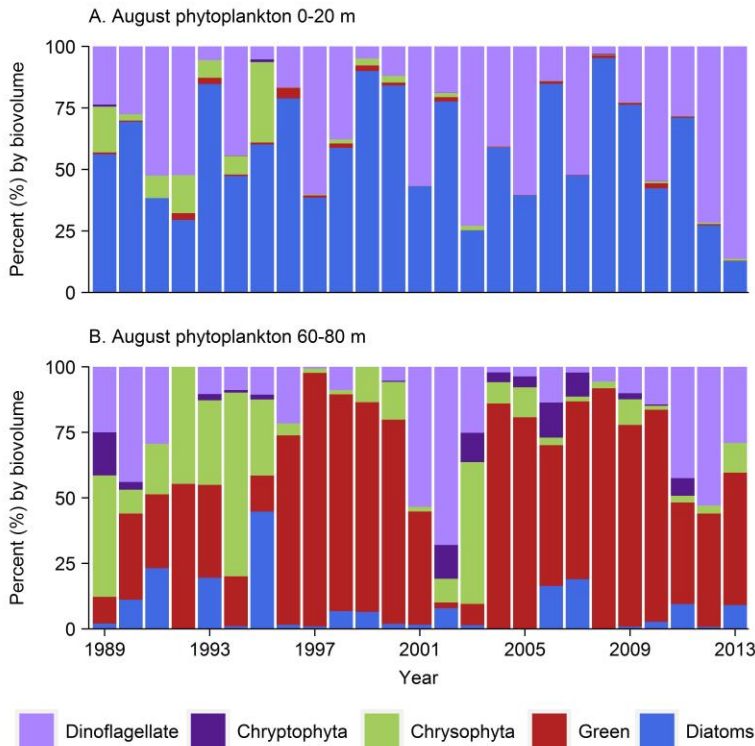 A. August phytoplankton 0-20 m
Percent (%) by biovolume
100
75
50
25
0
B. August phytoplankton 60-80 m
Percent (%) by biovolume
100
75
50
25
0
1989 1993 1997 2001 2005 2009 2013
Year
Dinoflagellate Chryptophyta Chrysophyta Green Diatoms